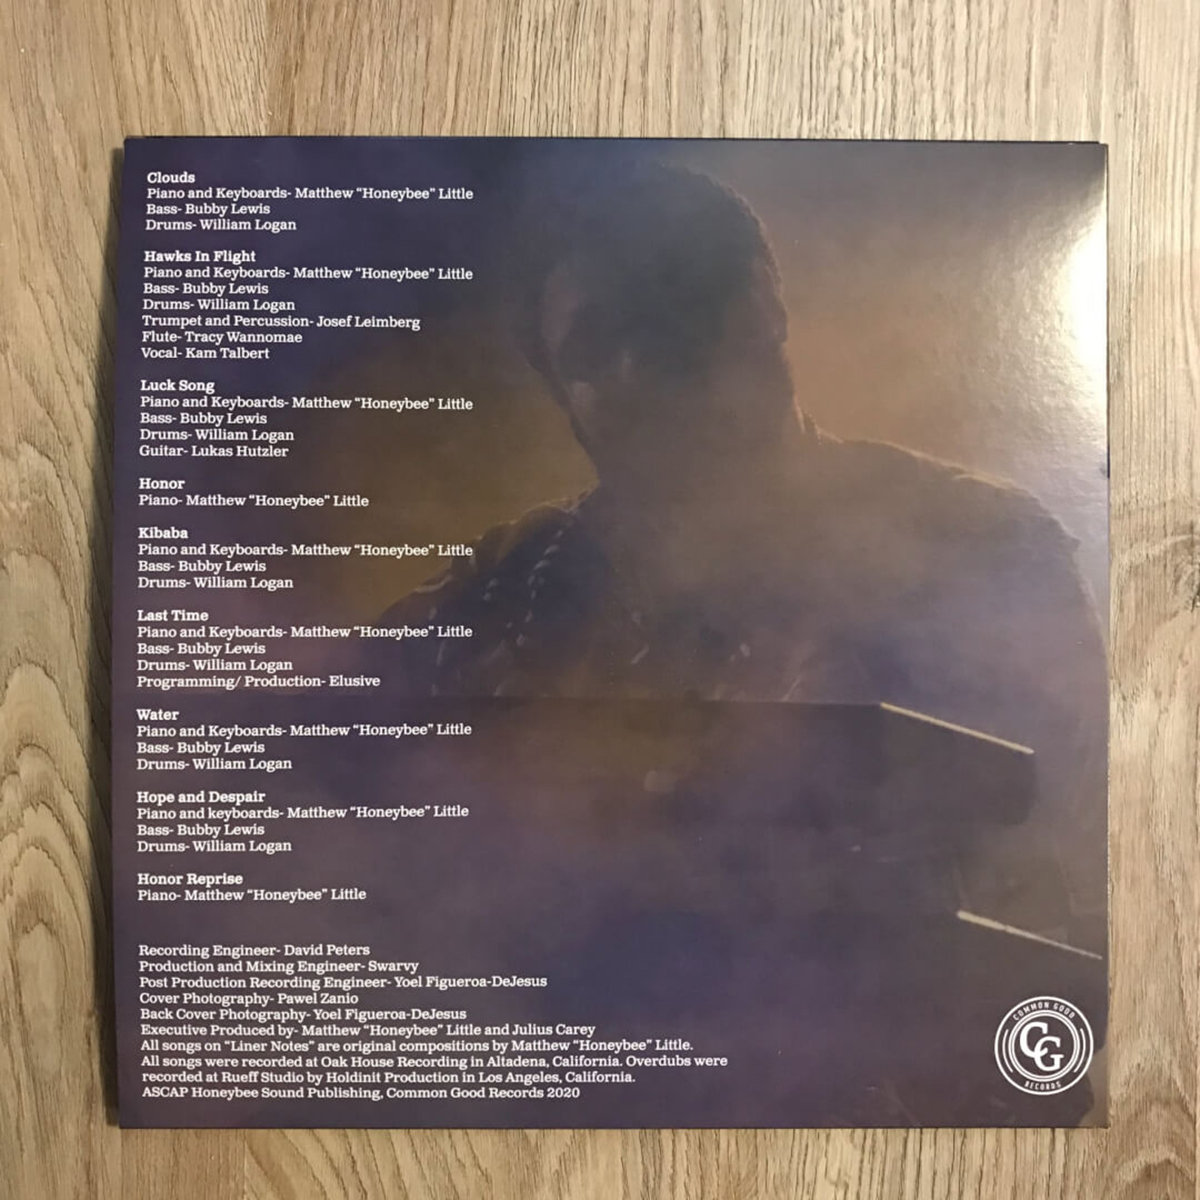 Clouds
Piano and Keyboards- Matthew “Honeybee” Little
Bass- Bubby Lewis
Drums- William Logan
Hawks In Flight
Piano and Keyboards- Matthew “Honeybee” Little
Bass- Bubby Lewis
Drums- William Logan
Trumpet and Percussion- Josef Leimberg
Flute- Tracy Wannomae
Vocal- Kam Talbert
Luck Song
Piano and Keyboards- Matthew “Honeybee” Little
Bass- Bubby Lewis
Drums- William Logan
Guitar- Lukas Hutzler
Honor
Piano- Matthew “Honeybee” Little
Kibaba
Piano and Keyboards- Matthew “Honeybee” Little
Bass- Bubby Lewis
Drums- William Logan
Last Time
Piano and Keyboards- Matthew “Honeybee” Little
Bass- Bubby Lewis
Drums- William Logan
Programming/ Production- Elusive
Water
Piano and Keyboards- Matthew “Honeybee” Little
Bass- Bubby Lewis
Drums- William Logan
Hope and Despair
Piano and keyboards- Matthew “Honeybee” Little
Bass- Bubby Lewis
Drums- William Logan
Honor Reprise
Piano- Matthew “Honeybee” Little
Recording Engineer- David Peters
Production and Mixing Engineer- Swarvy
Post Production Recording Engineer- Yoel Figueroa-DeJesus
Cover Photography- Pawel Zanio
Back Cover Photography- Yoel Figueroa-DeJesus
Executive Produced by- Matthew “Honeybee” Little and Julius Carey
All songs on “Liner Notes” are original compositions by Matthew “Honeybee” Little.
All songs were recorded at Oak House Recording in Altadena, California. Overdubs were
recorded at Rueff Studio by Holdinit Production in Los Angeles, California.
ASCAP Honeybee Sound Publishing, Common Good Records 2020
COMMON GOOD
CG
RECORDS